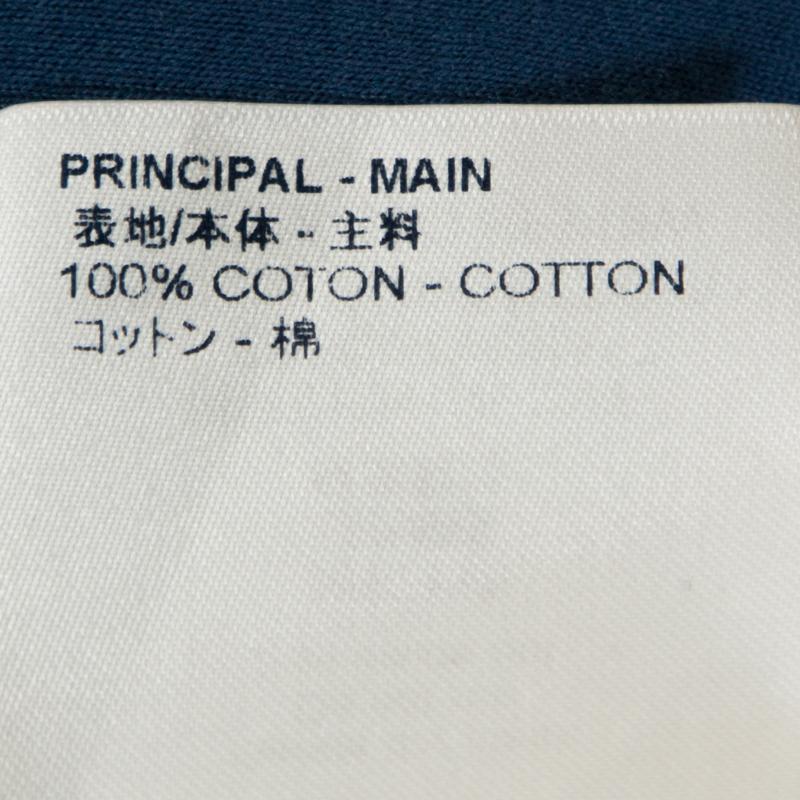 PRINCIPAL - MAIN
表地/本体 - 主料
100% COTON - COTTON
コットン - 棉